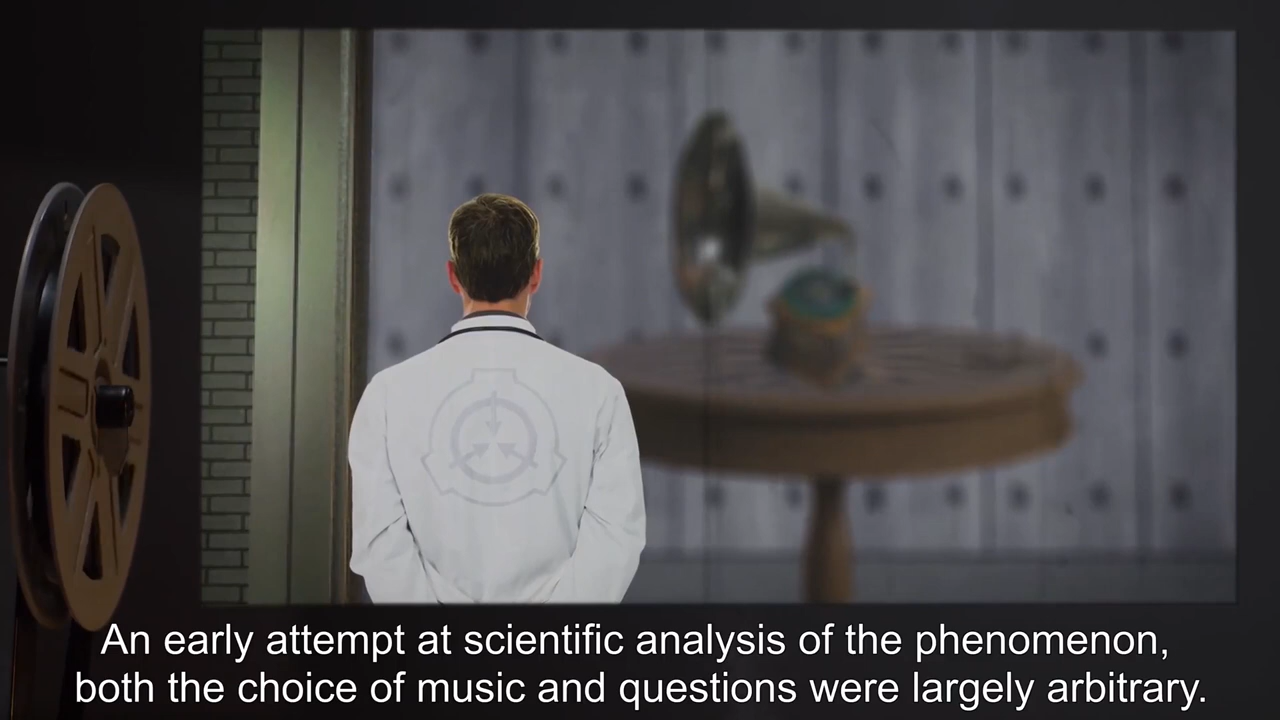 An early attempt at scientific analysis of the phenomenon,
both the choice of music and questions were largely arbitrary.